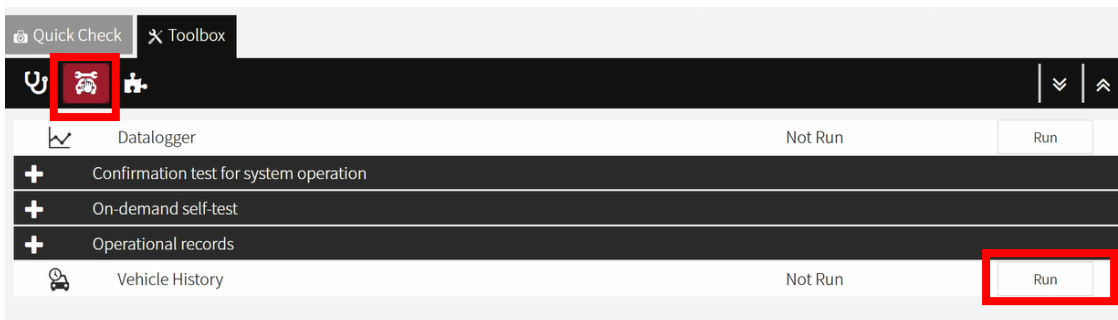 Quick Check
Toolbox
Datalogger Not Run Run
Confirmation test for system operation
On-demand self-test
Operational records
Vehicle History Not Run Run